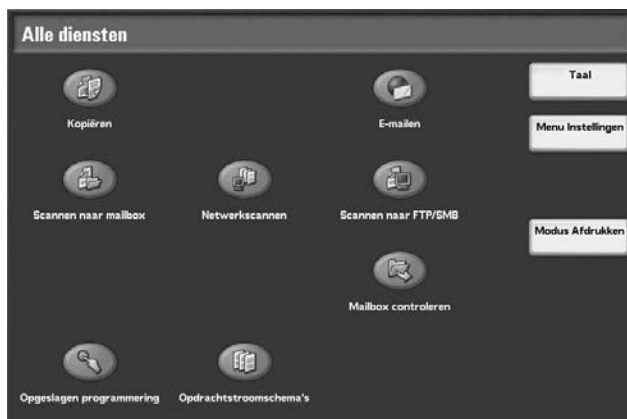 Alle diensten
Kopiëren
E-mailen
Taal
Menu Instellingen
Scannen naar mailbox
Netwerkscannen
Scannen naar FTP/SMB
Modus Afdrukken
Mailbox controleren
Opgeslagen programmering
Opdrachtstroomschema's